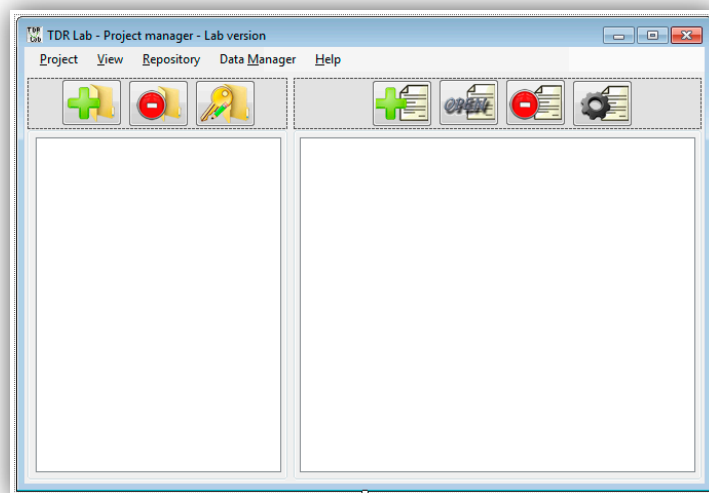 TDR Lab
TDR Lab - Project manager - Lab version
Project View Repository Data Manager Help
OPEN